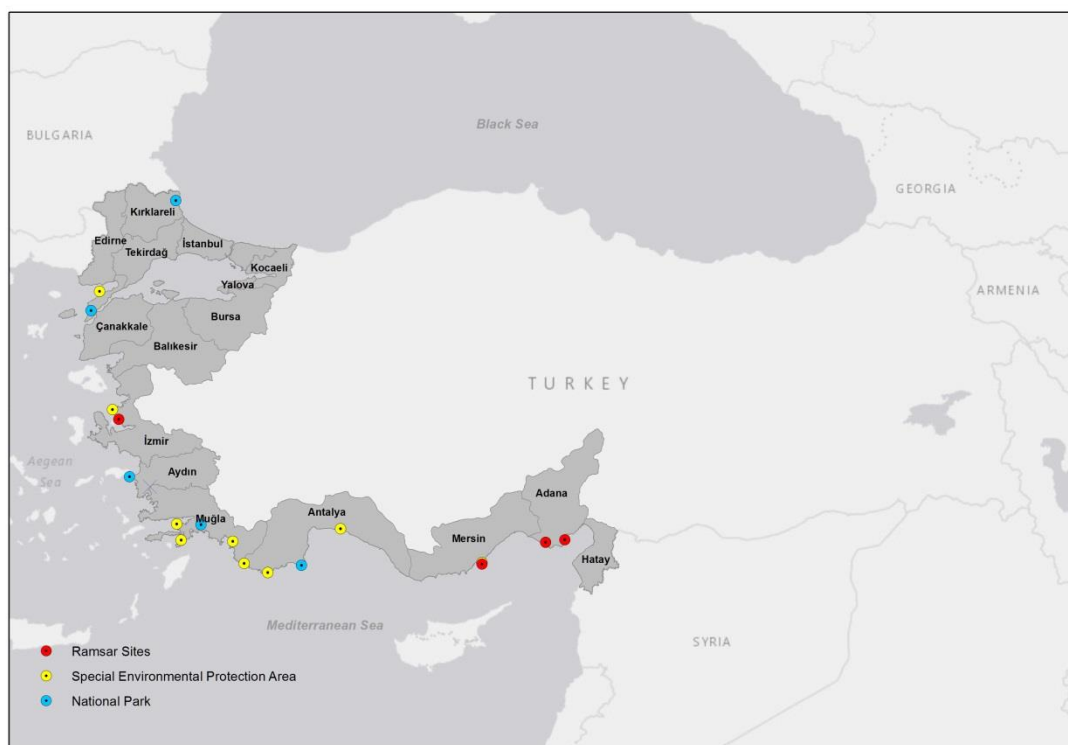 BULGARIA
Black Sea
GEORGIA
Kırklareli
Edirne
İstanbul
Tekirdağ
Kocaeli
Yalova
ARMENIA
Bursa
Çanakkale
Balıkesir
TURKEY
İzmir
Aegean
Sea
Aydın
Adana
Antalya
Muğla
Mersin
Hatay
Mediterranean Sea
SYRIA
Ramsar Sites
Special Environmental Protection Area
National Park